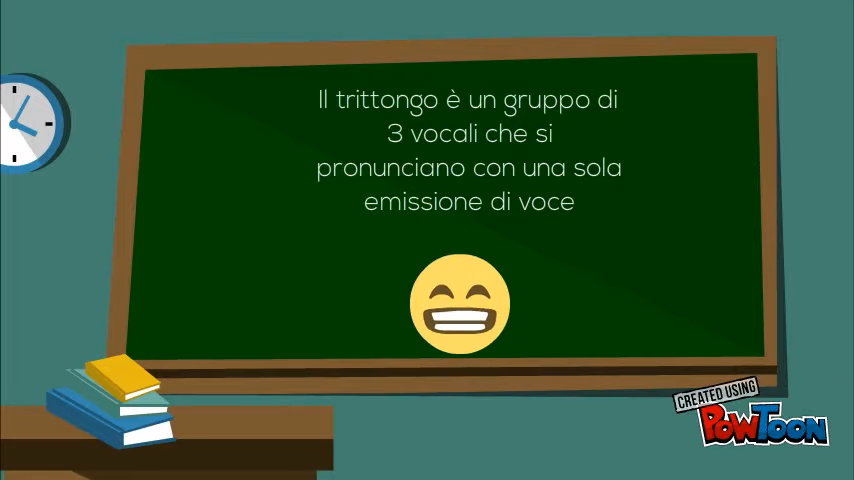 Il trittongo è un gruppo di
3 vocali che si
pronunciano con una sola
emissione di voce
CREATED USING
POWTOON